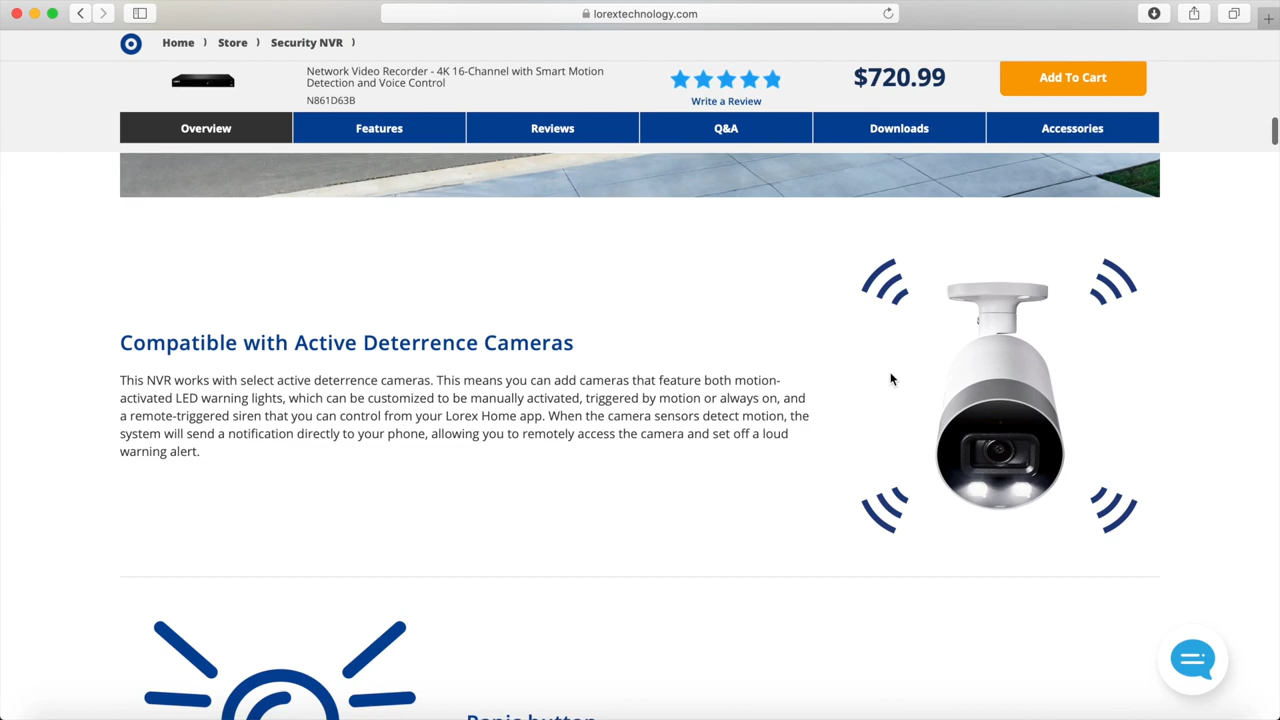 lorextechnology.com
Home ) Store ) Security NVR )
Network Video Recorder - 4K 16-Channel with Smart Motion
Detection and Voice Control
N861D63B
Write a Review
$720.99
Add To Cart
Overview Features Reviews Q&A Downloads Accessories
Compatible with Active Deterrence Cameras
This NVR works with select active deterrence cameras. This means you can add cameras that feature both motion-
activated LED warning lights, which can be customized to be manually activated, triggered by motion or always on, and
a remote-triggered siren that you can control from your Lorex Home app. When the camera sensors detect motion, the
system will send a notification directly to your phone, allowing you to remotely access the camera and set off a loud
warning alert.
Panic button